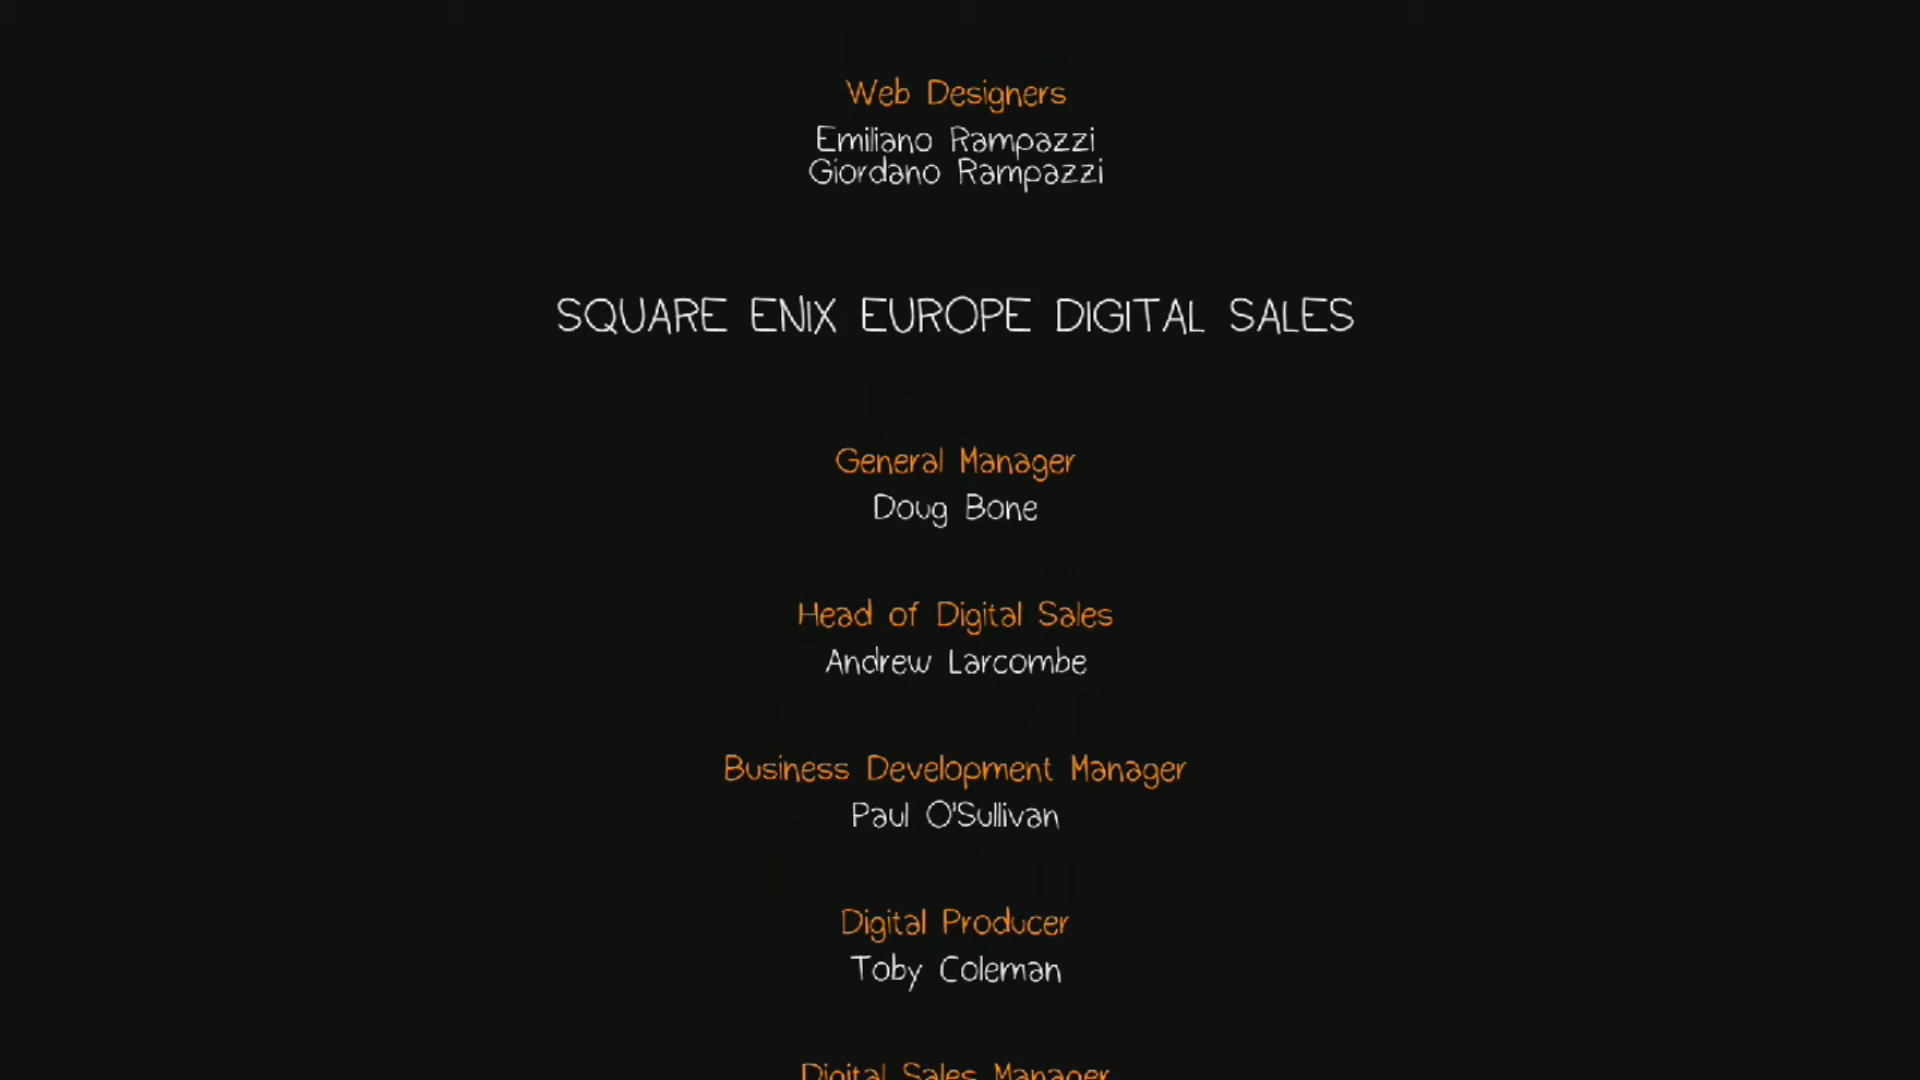 Web Designers
Emiliano Rampazzi
Giordano Rampazzi
SQUARE ENIX EUROPE DIGITAL SALES
General Manager
Doug Bone
Head of Digital Sales
Andrew Larcombe
Business Development Manager
Paul O'Sullivan
Digital Producer
Toby Coleman
Digital Sales Manager